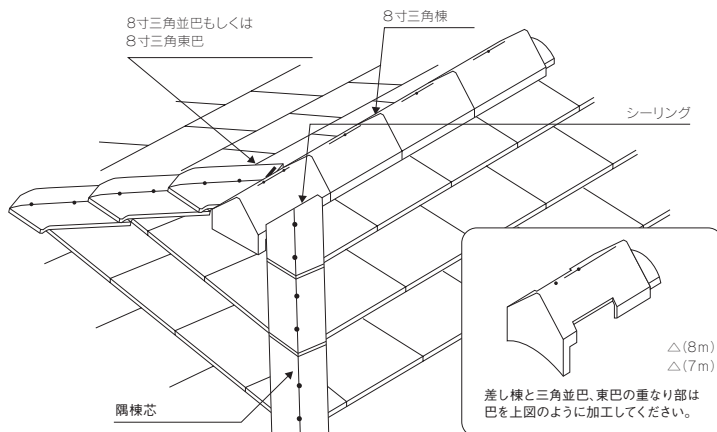 8寸三角並巴もしくは
8寸三角東巴
8寸三角棟
シーリング
隅棟芯
△(8m)
△(7m)
差し棟と三角並巴、東巴の重なり部は
巴を上図のように加工してください。